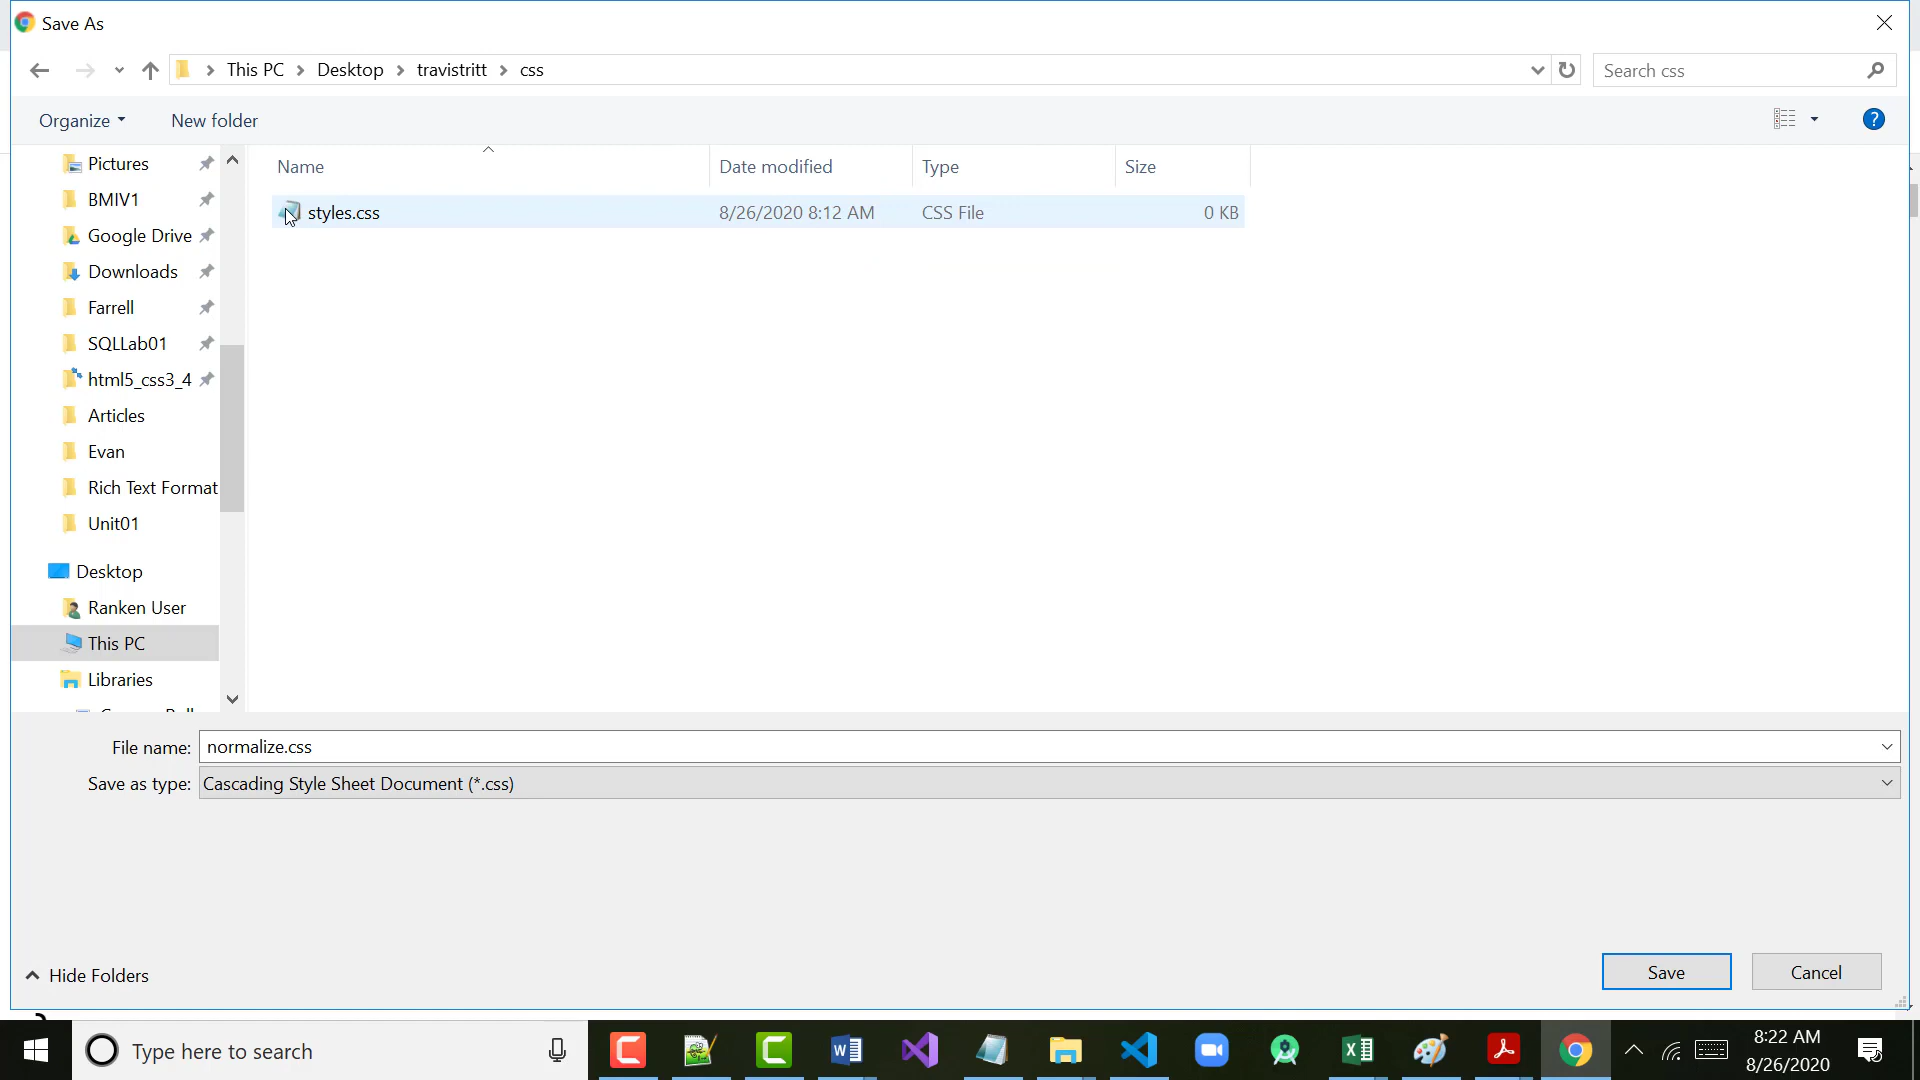 Save As
This PC > Desktop > travistritt > css
Search css
Organize
New folder
?
Name
Date modified
Type
Size
styles.css
8/26/2020 8:12 AM
CSS File
0 KB
Pictures
BMIV1
Google Drive
Downloads
Farrell
SQLLab01
html5_css3_4
Articles
Evan
Rich Text Format
Unit01
Desktop
Ranken User
This PC
Libraries
File name: normalize.css
Save as type: Cascading Style Sheet Document (*.css)
Hide Folders
Save
Cancel
Type here to search
8:22 AM
8/26/2020